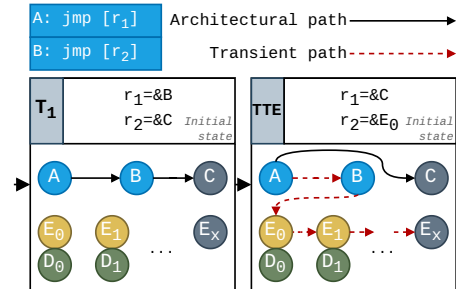 A: jmp [r₁]
B: jmp [r₂]
Architectural path
Transient path
T₁
r₁=&B
r₂=&C
Initial state
A
B
C
E₀
E₁
Eₓ
D₀
D₁
...
TTE
r₁=&C
r₂=&E₀
Initial state
A
B
C
E₀
E₁
Eₓ
D₀
D₁
...